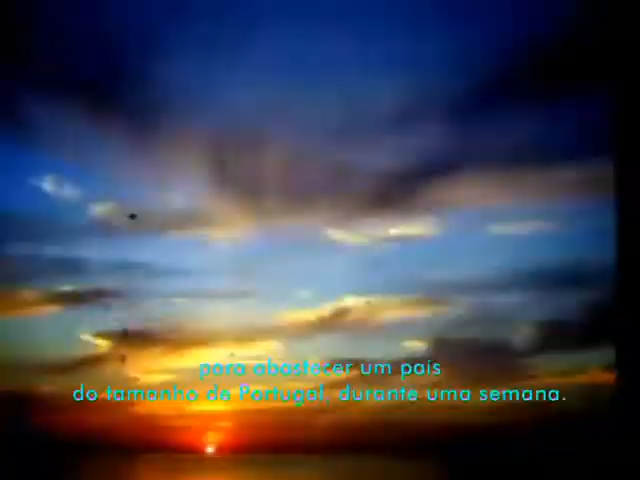 para abastecer um país
do tamanho de Portugal, durante uma semana.